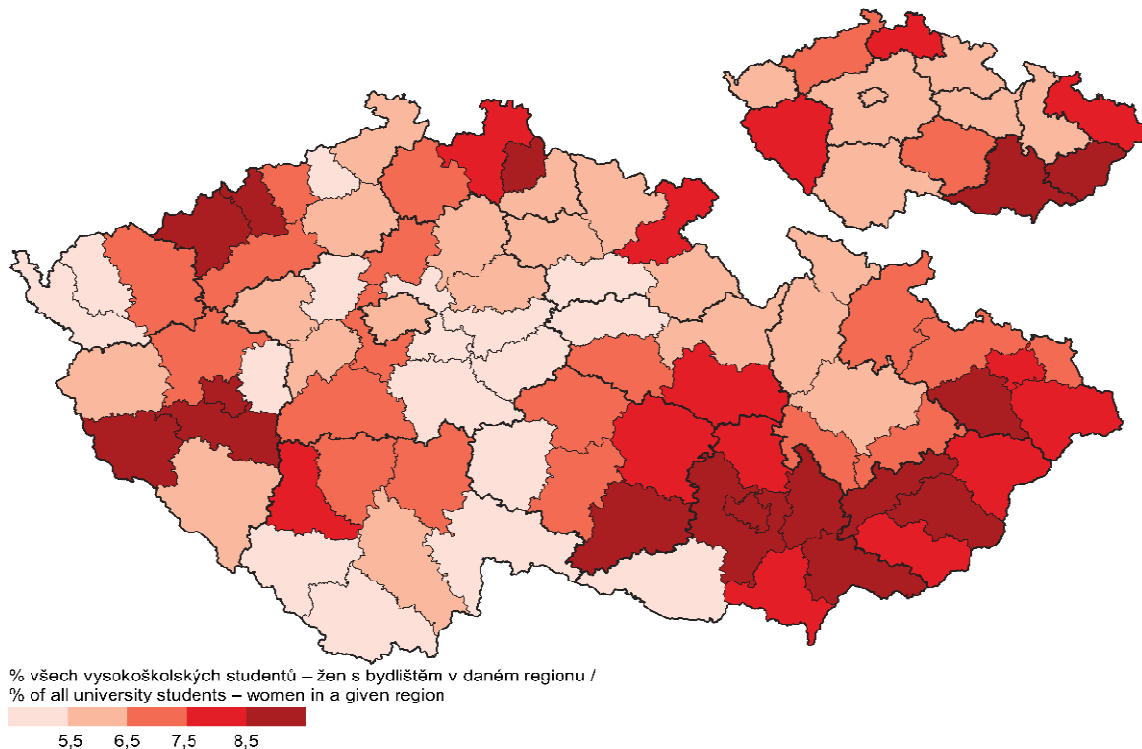 % všech vysokoškolských studentů – žen s bydlištěm v daném regionu /
% of all university students – women in a given region
5,5 6,5 7,5 8,5